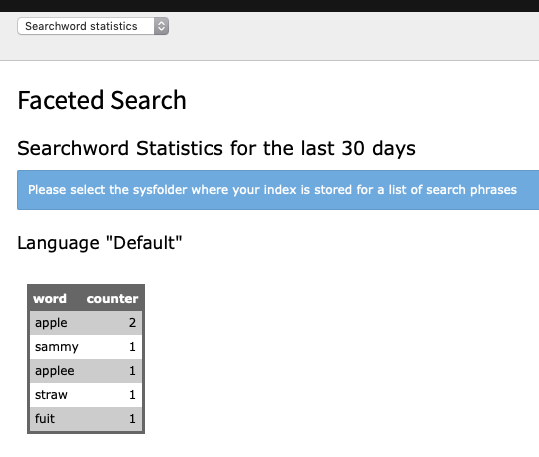 Searchword statistics
Faceted Search
Searchword Statistics for the last 30 days
Please select the sysfolder where your index is stored for a list of search phrases
Language "Default"
word counter
apple 2
sammy 1
applee 1
straw 1
fuit 1